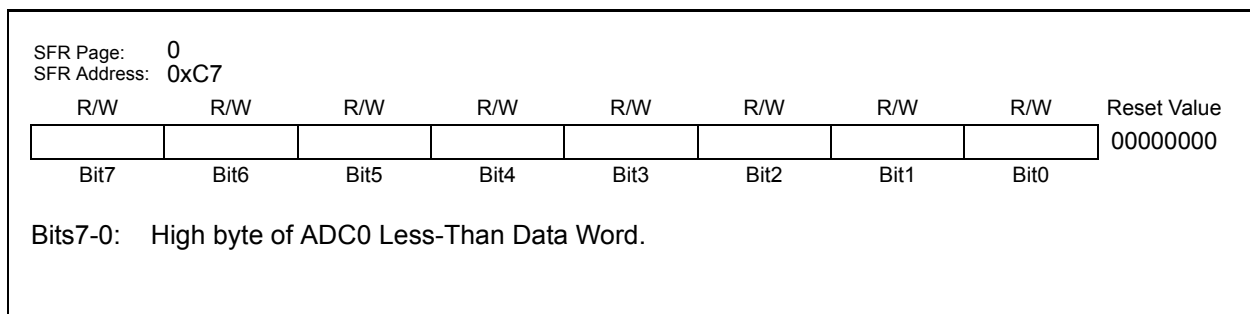 SFR Page: 0
SFR Address: 0xC7
R/W R/W R/W R/W R/W R/W R/W R/W Reset Value
00000000
Bit7 Bit6 Bit5 Bit4 Bit3 Bit2 Bit1 Bit0
Bits7-0: High byte of ADC0 Less-Than Data Word.